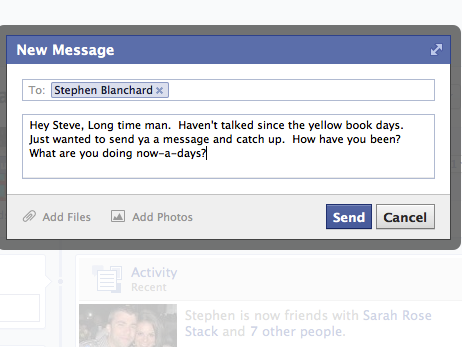 New Message
To: Stephen Blanchard ×
Hey Steve, Long time man.  Haven't talked since the yellow book days.
Just wanted to send ya a message and catch up.  How have you been?
What are you doing now-a-days?
Add Files Add Photos Send Cancel
Activity
Recent
Stephen is now friends with Sarah Rose
Stack and 7 other people.